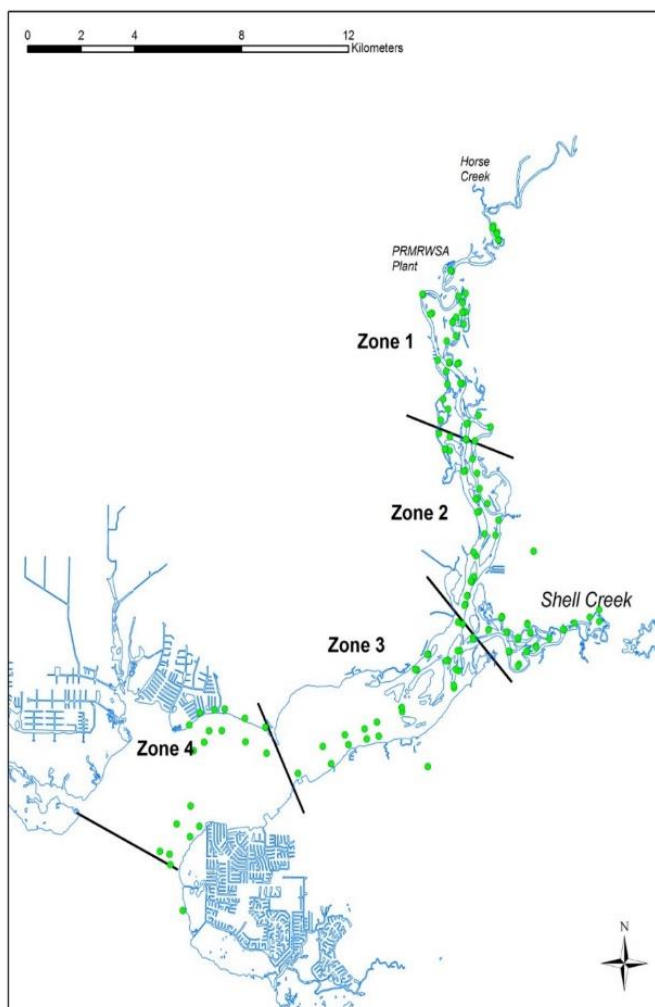 0 2 4 8 12
Kilometers
Horse
Creek
PRMRWSA
Plant
Zone 1
Zone 2
Shell Creek
Zone 3
Zone 4
N